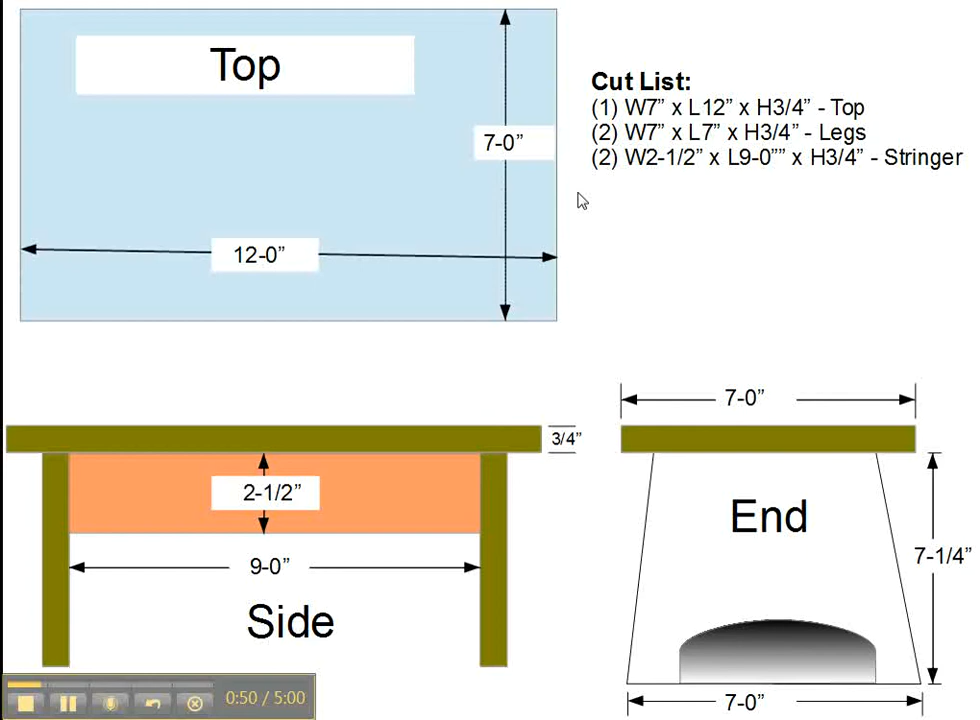 Top
7-0”
12-0”
Cut List:
(1) W7” x L12” x H3/4” - Top
(2) W7” x L7” x H3/4” - Legs
(2) W2-1/2” x L9-0”” x H3/4” - Stringer
3/4”
2-1/2”
9-0”
Side
7-0”
End
7-1/4”
7-0”
0:50 / 5:00